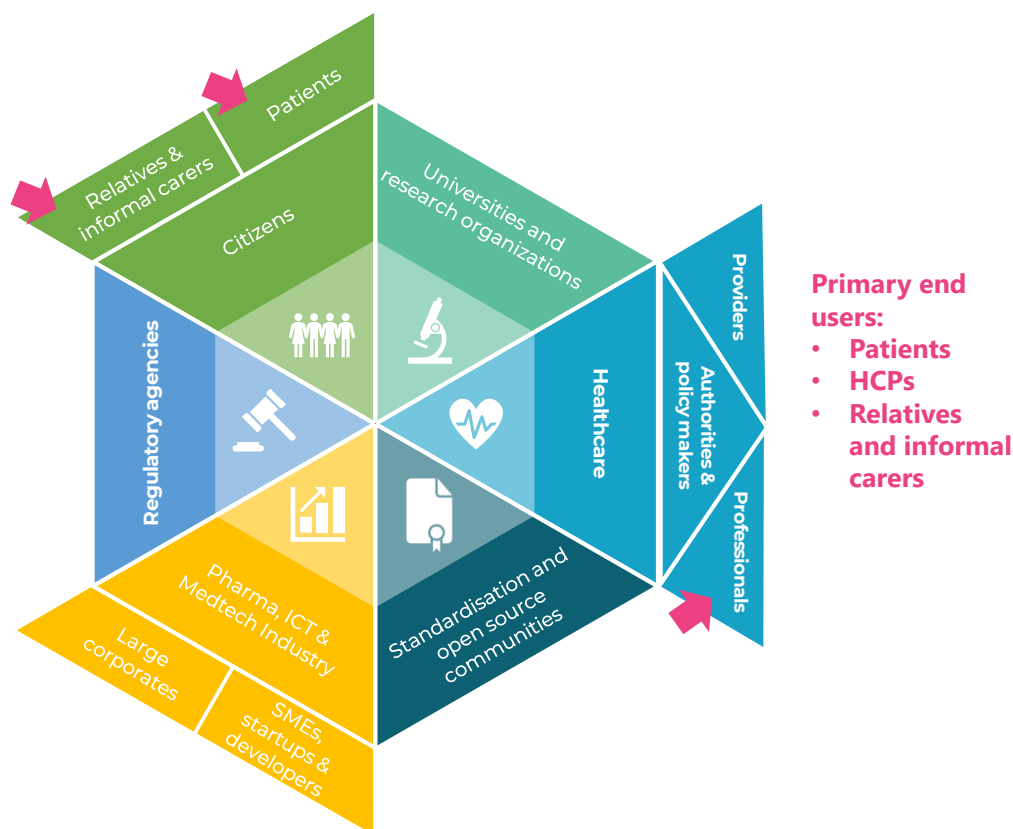 Patients
Relatives &
informal carers
Citizens
Universities and
research organizations
Providers
Authorities &
policy makers
Professionals
Healthcare
Regulatory agencies
Pharma, ICT &
Medtech Industry
Large
corporates
SMEs,
startups &
developers
Standardisation and
open source
communities
Primary end
users:
• Patients
• HCPs
• Relatives
and informal
carers